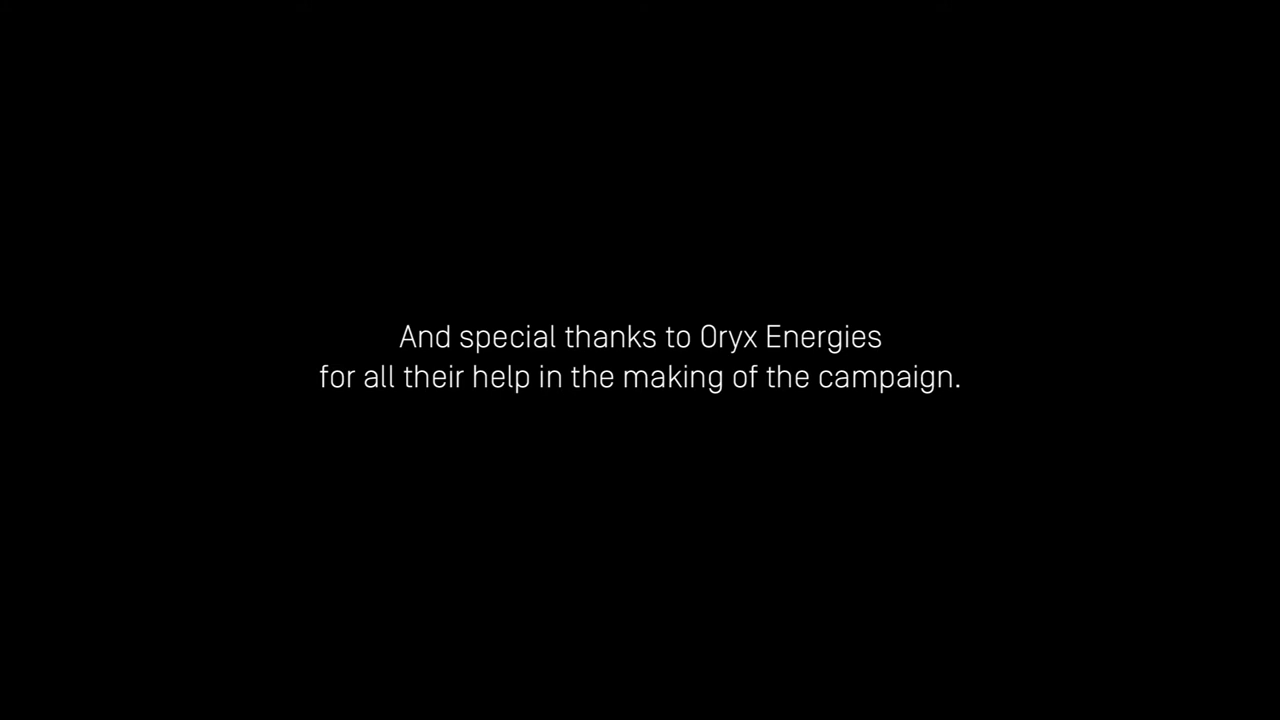 And special thanks to Oryx Energies
for all their help in the making of the campaign.